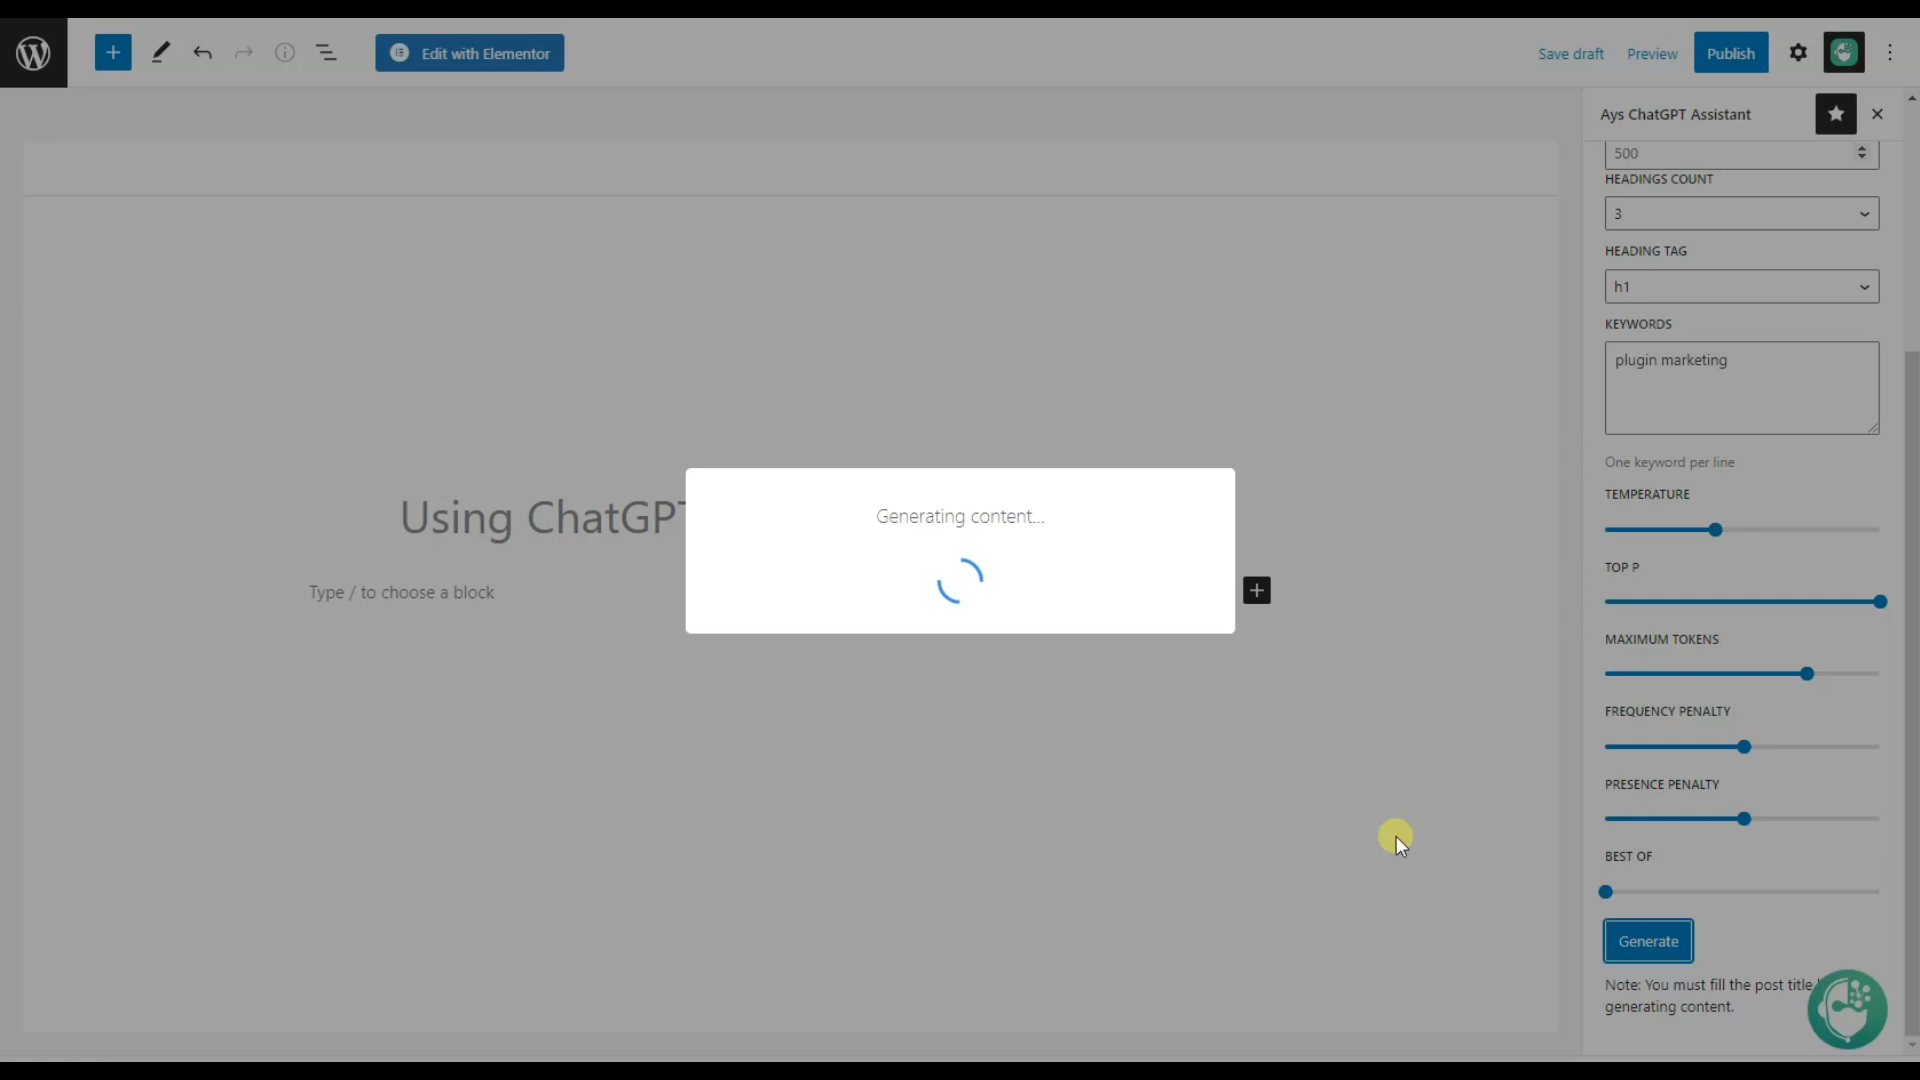 Edit with Elementor
Save draft
Preview
Publish
Ays ChatGPT Assistant
500
HEADINGS COUNT
3
HEADING TAG
h1
KEYWORDS
plugin marketing
One keyword per line
TEMPERATURE
TOP P
MAXIMUM TOKENS
FREQUENCY PENALTY
PRESENCE PENALTY
BEST OF
Generate
Note: You must fill the post title
generating content.
Using ChatGPT
Type / to choose a block
Generating content...